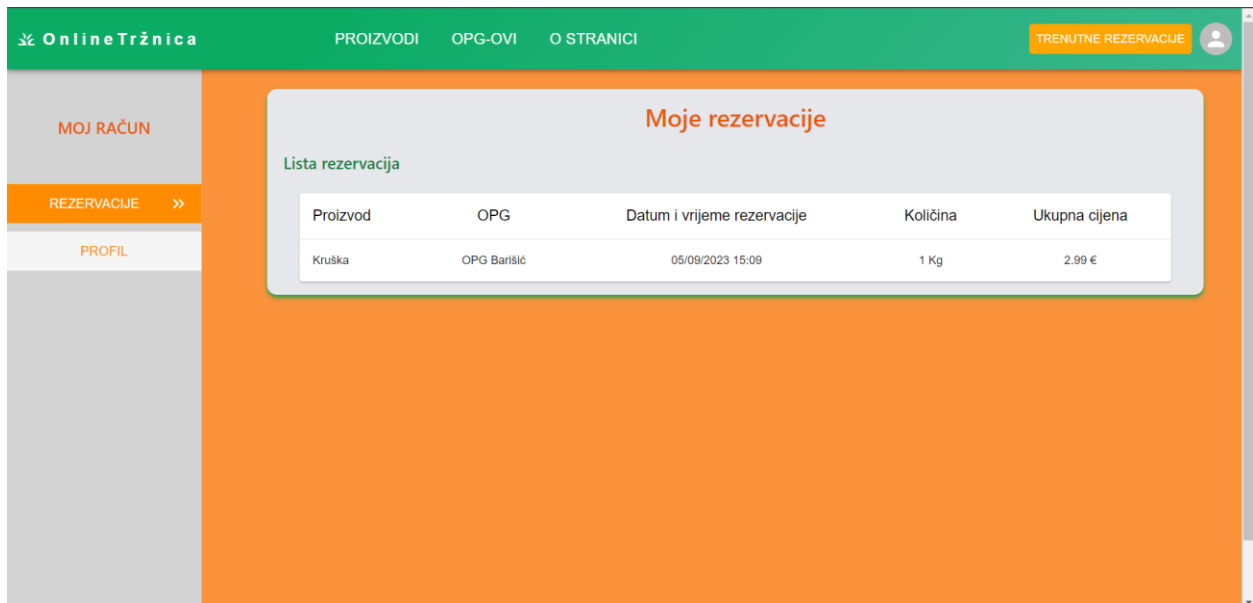 OnlineTržnica PROIZVODI OPG-OVI O STRANICI TRENUTNE REZERVACIJE
MOJ RAČUN
REZERVACIJE »
PROFIL
Moje rezervacije
Lista rezervacija
Proizvod OPG Datum i vrijeme rezervacije Količina Ukupna cijena
Kruška OPG Barišić 05/09/2023 15:09 1 Kg 2.99 €